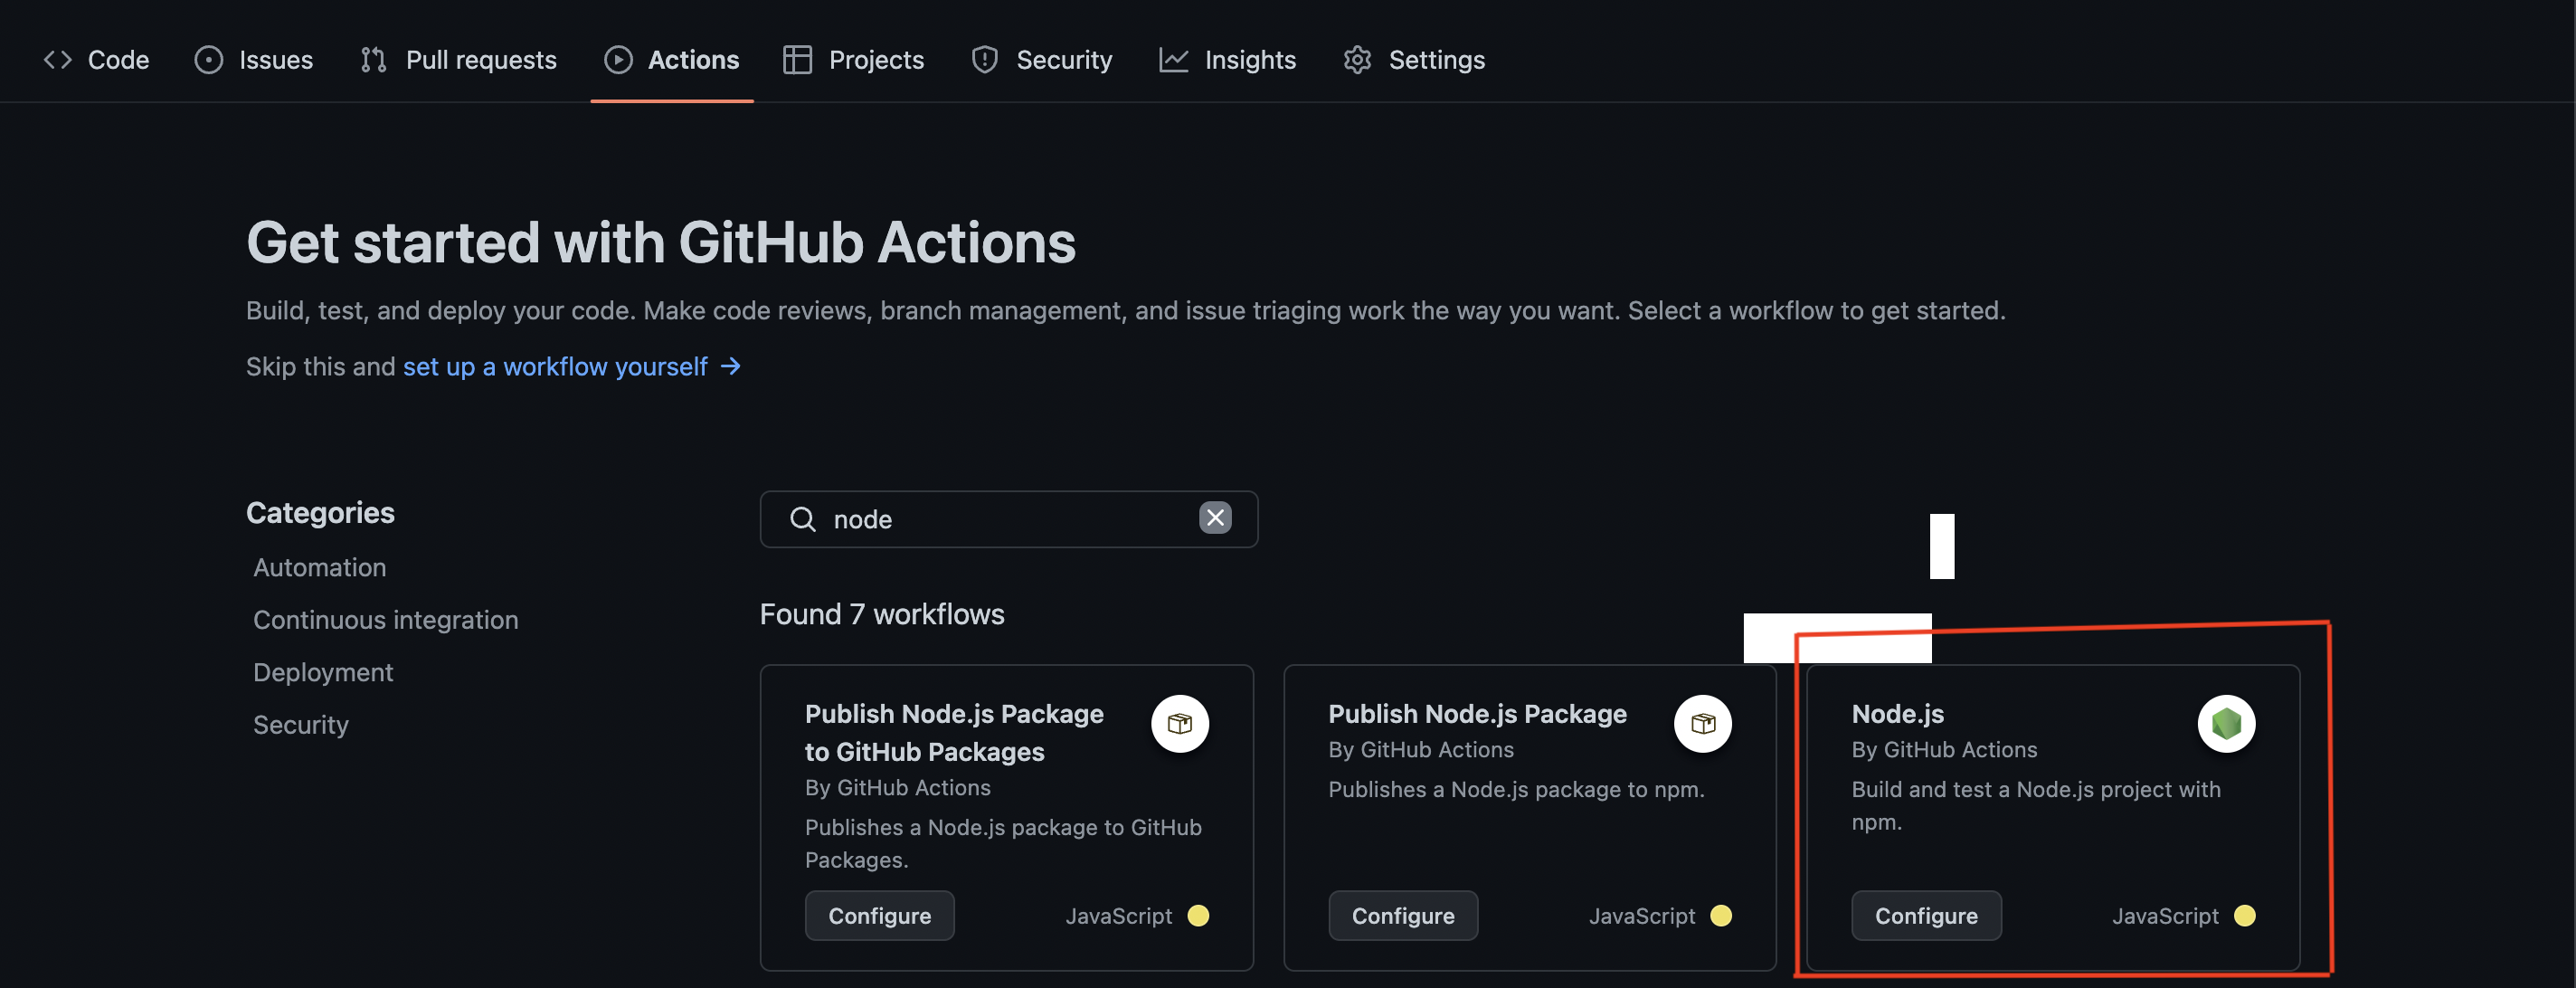 Code Issues Pull requests Actions Projects Security Insights Settings
Get started with GitHub Actions
Build, test, and deploy your code. Make code reviews, branch management, and issue triaging work the way you want. Select a workflow to get started.
Skip this and set up a workflow yourself →
Categories
Automation
Continuous integration
Deployment
Security
node
Found 7 workflows
Publish Node.js Package
to GitHub Packages
By GitHub Actions
Publishes a Node.js package to GitHub
Packages.
Configure JavaScript
Publish Node.js Package
By GitHub Actions
Publishes a Node.js package to npm.
Configure JavaScript
Node.js
By GitHub Actions
Build and test a Node.js project with
npm.
Configure JavaScript